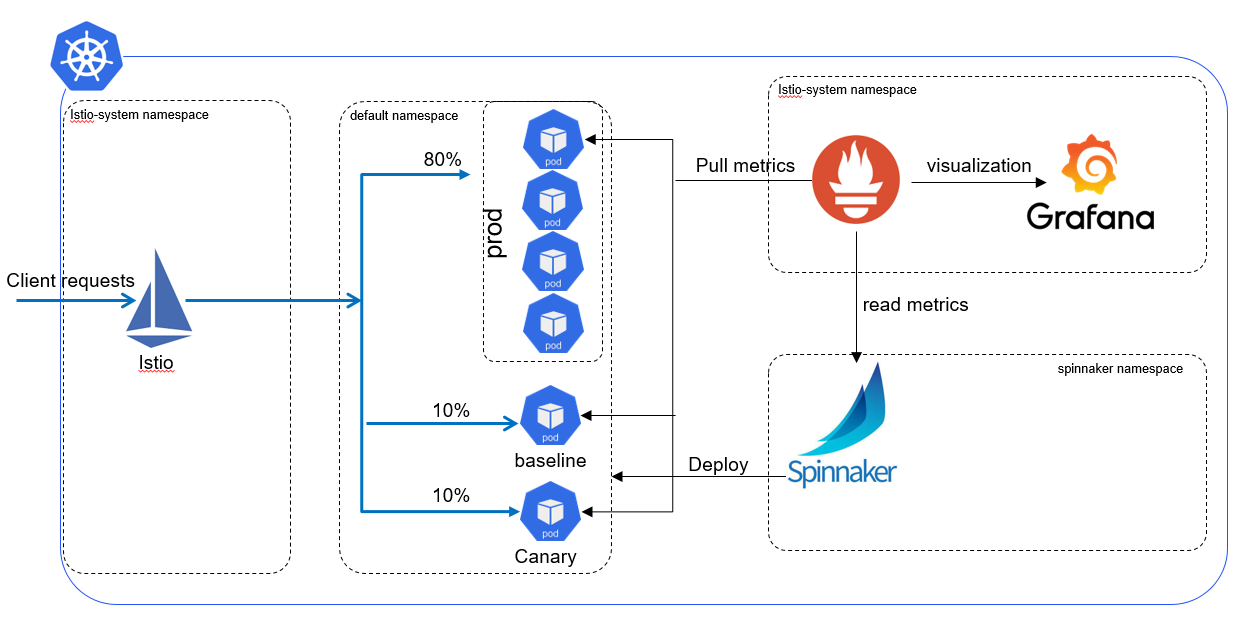 Istio-system namespace
Client requests
Istio
default namespace
80%
prod
pod
pod
pod
pod
10%
pod
baseline
10%
pod
Canary
Istio-system namespace
Pull metrics
visualization
Grafana
read metrics
spinnaker namespace
Spinnaker
Deploy